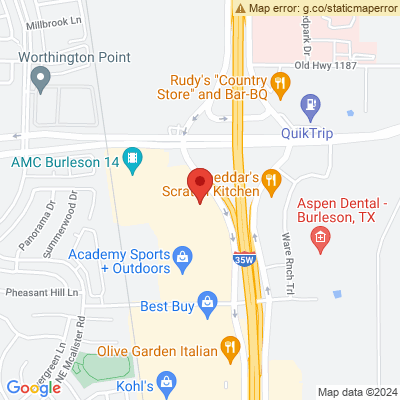 Map error: g.co/staticmaperror
Millbrook Ln
Worthington Point
Old Hwy 1187
Rudy's "Country
Store" and Bar-BQ
QuikTrip
AMC Burleson 14
eddar's
Scrat
Kitchen
Aspen Dental -
Burleson, TX
Panorama Dr
Summerwood Dr
Academy Sports
+ Outdoors
35W
Ware Rnch Trl
Pheasant Hill Ln
Best Buy
NE Mcalister Rd
Olive Garden Italian
Kohl's
Google
Map data ©2024